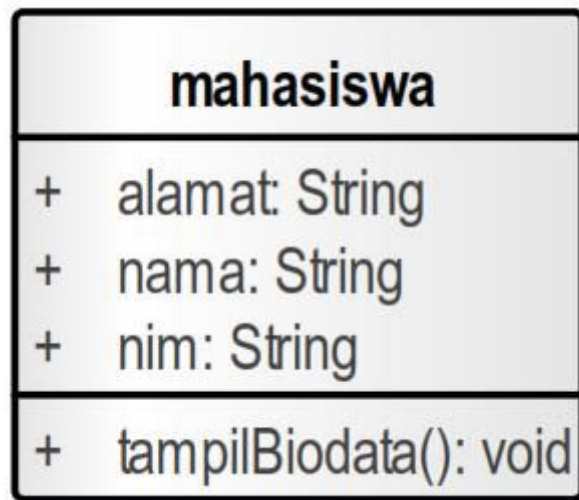 mahasiswa
+ alamat: String
+ nama: String
+ nim: String
+ tampilBiodata(): void